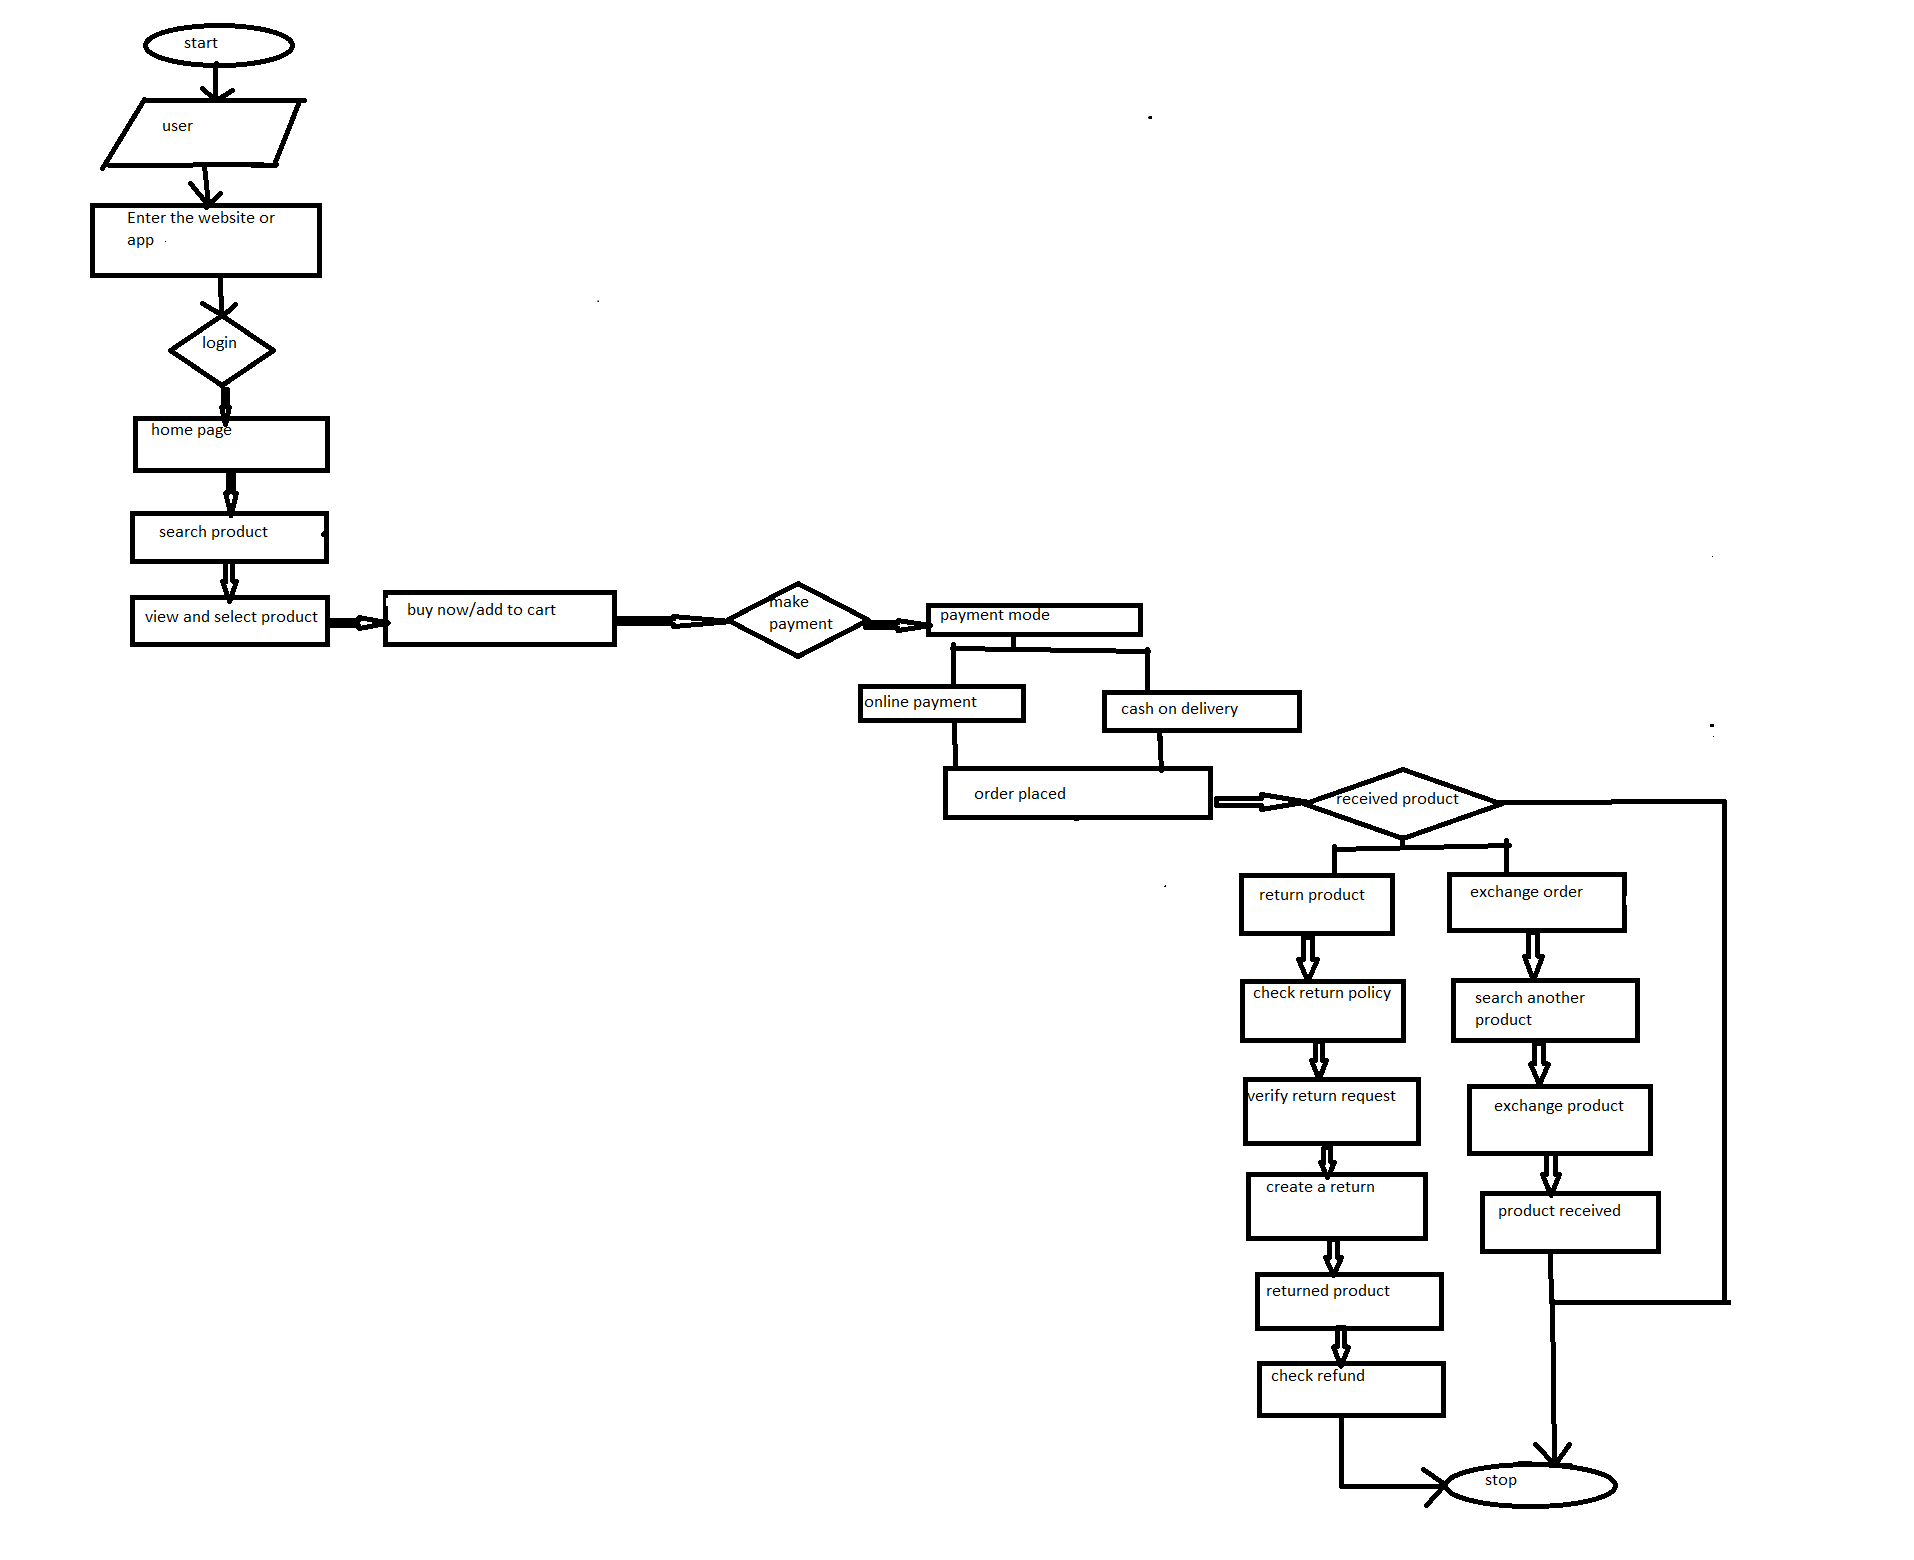 start
user
Enter the website or
app
login
home page
search product
view and select product
buy now/add to cart
make
payment
payment mode
online payment
cash on delivery
order placed
received product
return product
exchange order
check return policy
search another
product
verify return request
exchange product
create a return
product received
returned product
check refund
stop